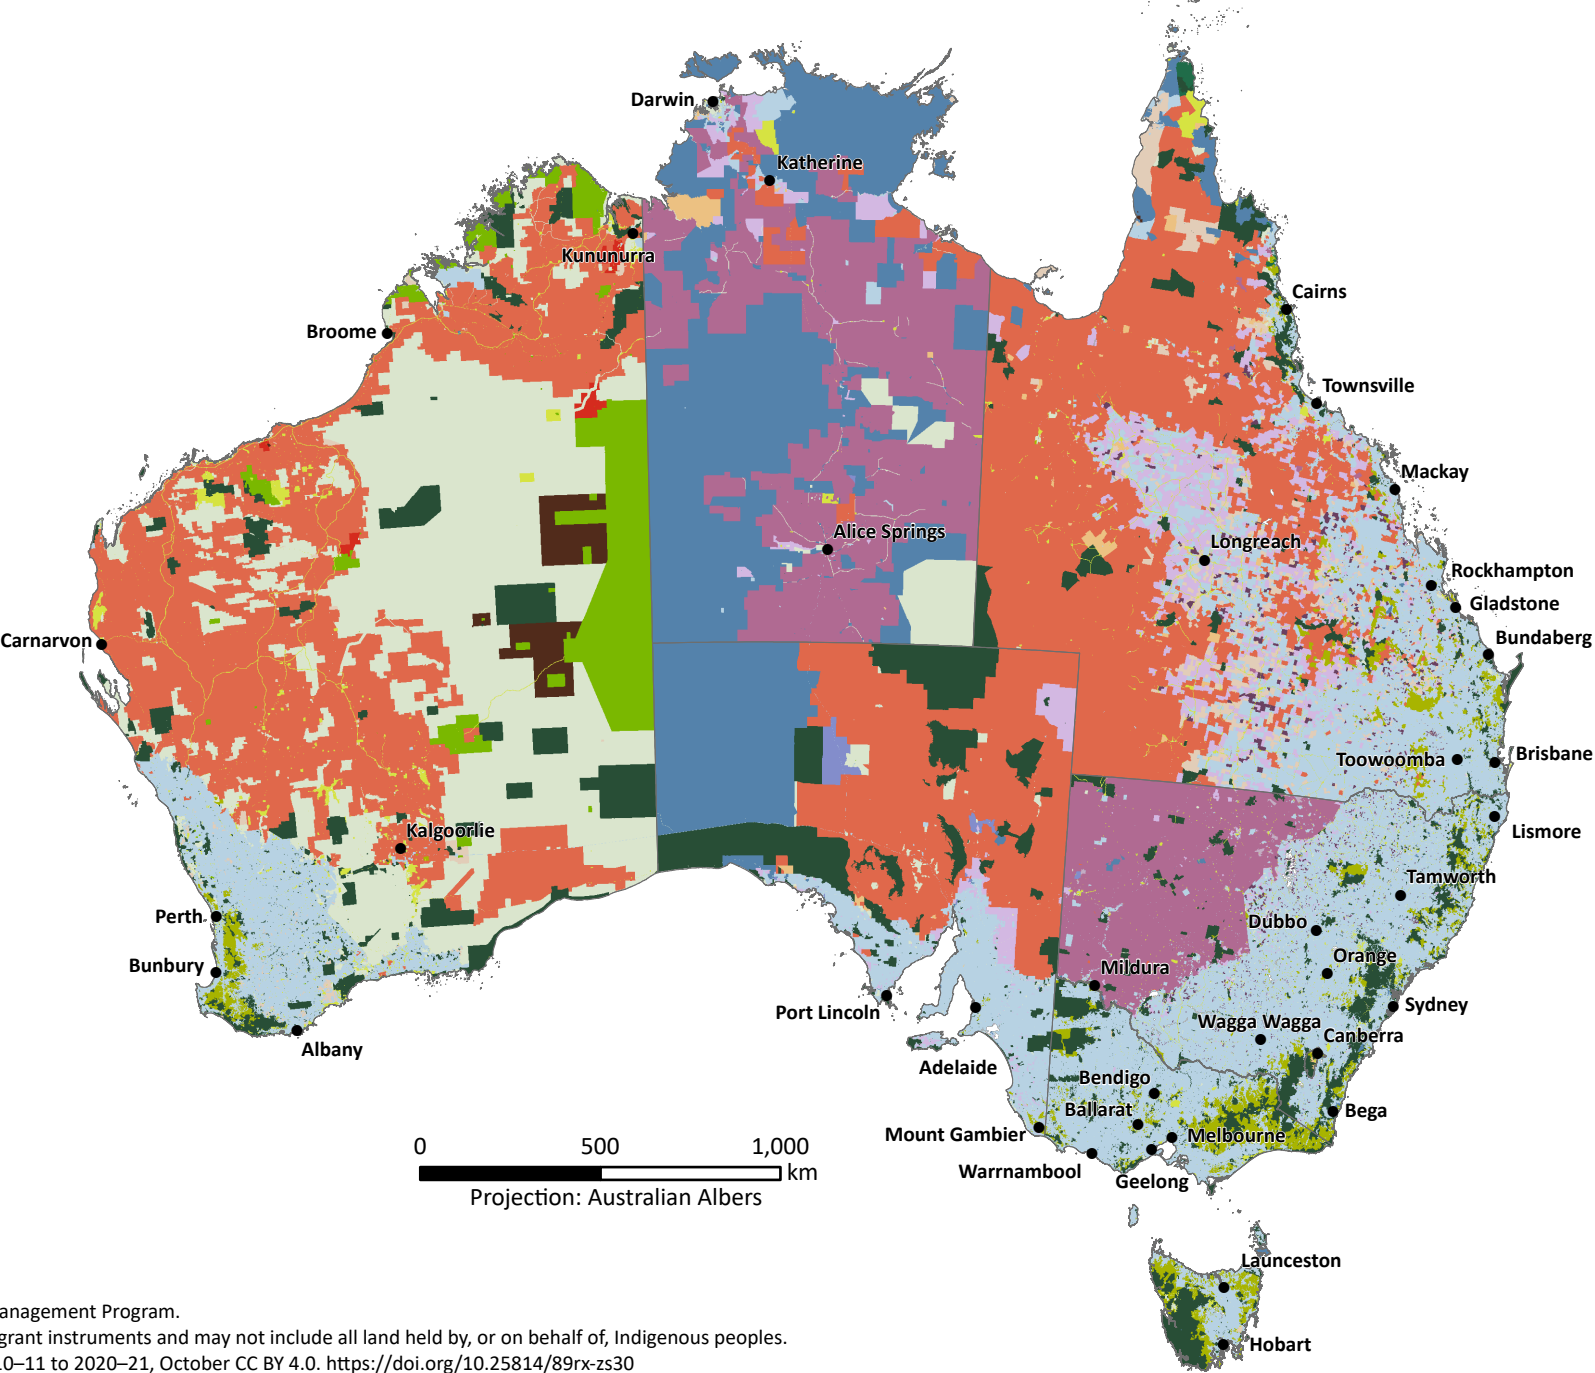 Darwin
Katherine
Kununurra
Broome
Cairns
Townsville
Mackay
Alice Springs
Longreach
Rockhampton
Gladstone
Carnarvon
Bundaberg
Toowoomba
Brisbane
Kalgoorlie
Lismore
Tamworth
Perth
Dubbo
Orange
Bunbury
Mildura
Port Lincoln
Sydney
Wagga Wagga
Canberra
Albany
Adelaide
Bendigo
Ballarat
Bega
Mount Gambier
Melbourne
Warrnambool
Geelong
0 500 1,000
km
Projection: Australian Albers
Launceston
Hobart
anagement Program.
grant instruments and may not include all land held by, or on behalf of, Indigenous peoples.
10–11 to 2020–21, October CC BY 4.0. https://doi.org/10.25814/89rx-zs30